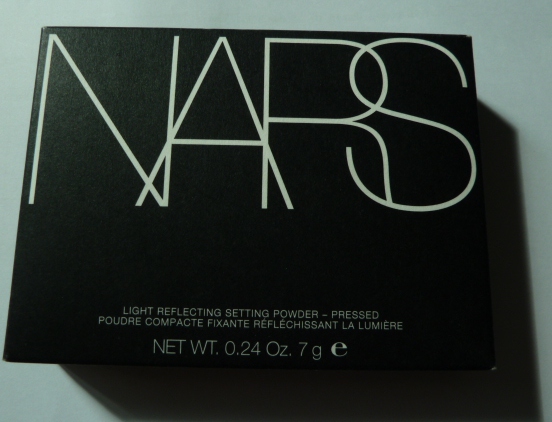 NARS
LIGHT REFLECTING SETTING POWDER – PRESSED
POUDRE COMPACTE FIXANTE RÉFLÉCHISSANT LA LUMIÈRE
NET WT. 0.24 Oz. 7 g ℮